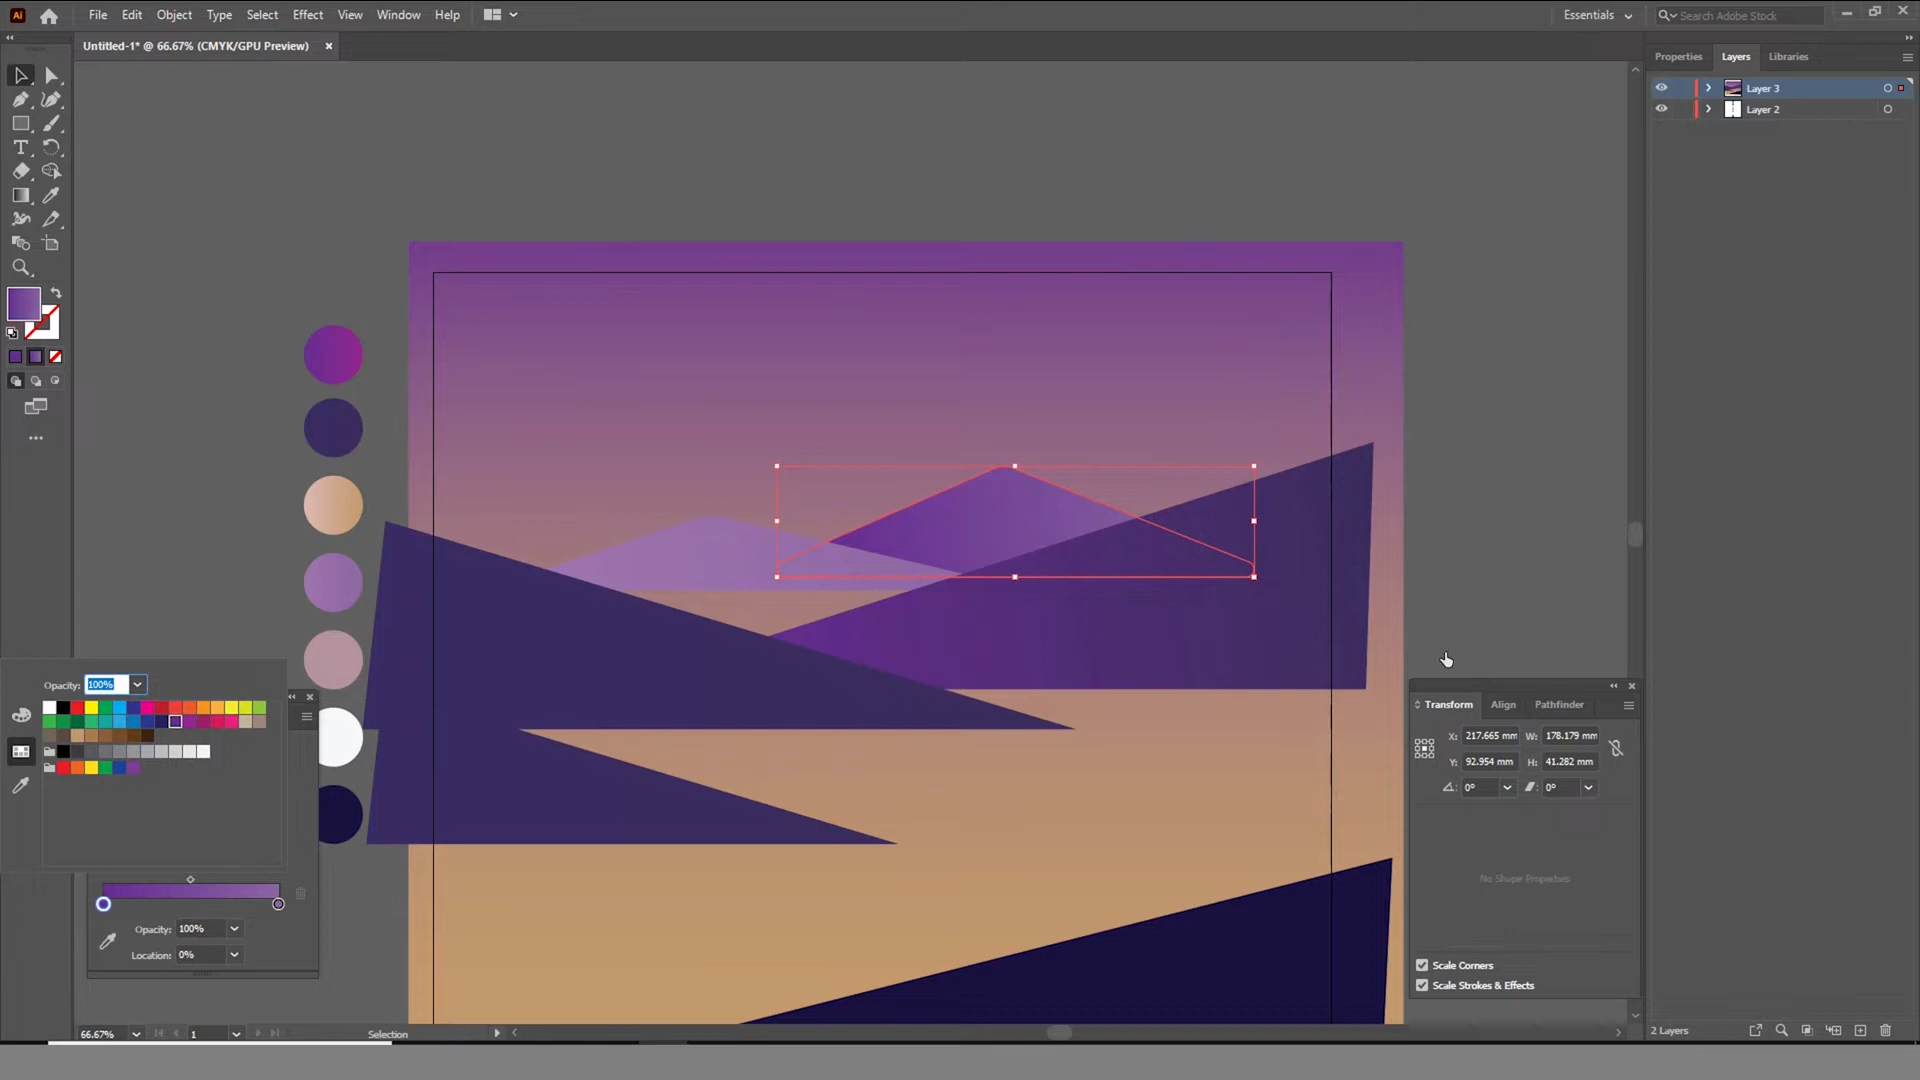 Ai File Edit Object Type Select Effect View Window Help Essentials Search Adobe Stock
Untitled-1* @ 66.67% (CMYK/GPU Preview)
Properties Layers Libraries
Layer 3
Layer 2
Opacity: 100%
Opacity: 100%
Location: 0%
Transform Align Pathfinder
X: 217.665 mm W: 178.179 mm
Y: 92.954 mm H: 41.282 mm
0° 0°
No Shape Properties
Scale Corners
Scale Strokes & Effects
66.67% 1 Selection
2 Layers